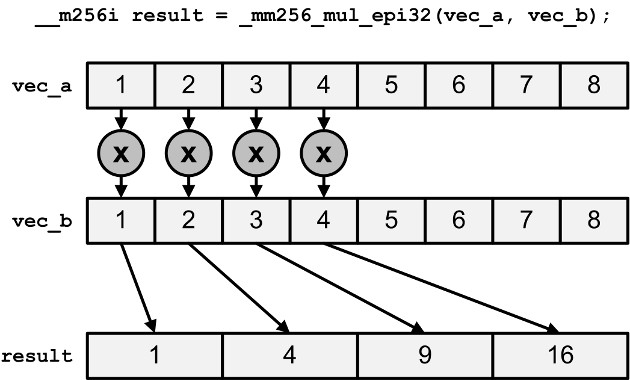 __m256i result = _mm256_mul_epi32(vec_a, vec_b);
vec_a 1 2 3 4 5 6 7 8
x x x x
vec_b 1 2 3 4 5 6 7 8
result 1 4 9 16